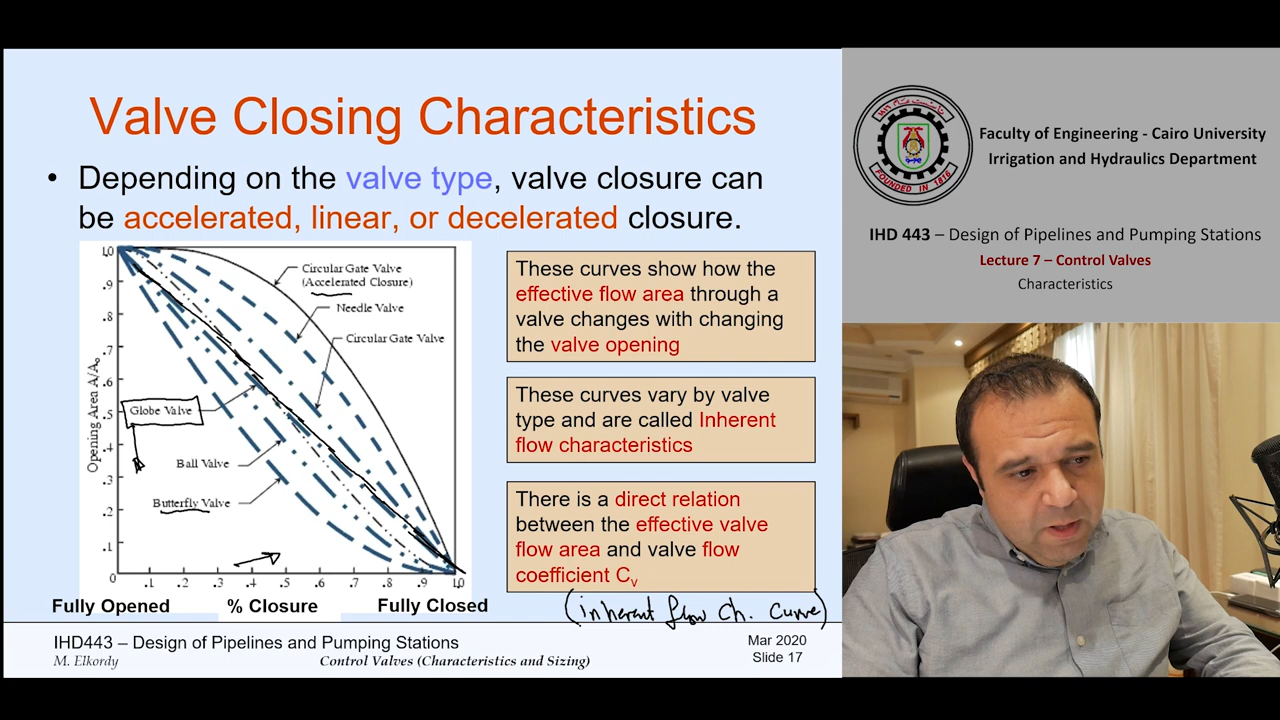 Valve Closing Characteristics
• Depending on the valve type, valve closure can
be accelerated, linear, or decelerated closure.
1.0
.9
.8
.7
.6
.5
.4
.3
.2
.1
0
Opening Area A/Aₒ
Circular Gate Valve
(Accelerated Closure)
Needle Valve
Circular Gate Valve
Globe Valve
Ball Valve
Butterfly Valve
.1 .2 .3 .4 .5 .6 .7 .8 .9 1.0
Fully Opened % Closure Fully Closed
These curves show how the
effective flow area through a
valve changes with changing
the valve opening
These curves vary by valve
type and are called Inherent
flow characteristics
There is a direct relation
between the effective valve
flow area and valve flow
coefficient Cᵥ
(inherent flow ch. curve)
IHD443 – Design of Pipelines and Pumping Stations
M. Elkordy
Control Valves (Characteristics and Sizing)
Mar 2020
Slide 17
FOUNDED IN 1816
Faculty of Engineering - Cairo University
Irrigation and Hydraulics Department
IHD 443 – Design of Pipelines and Pumping Stations
Lecture 7 – Control Valves
Characteristics